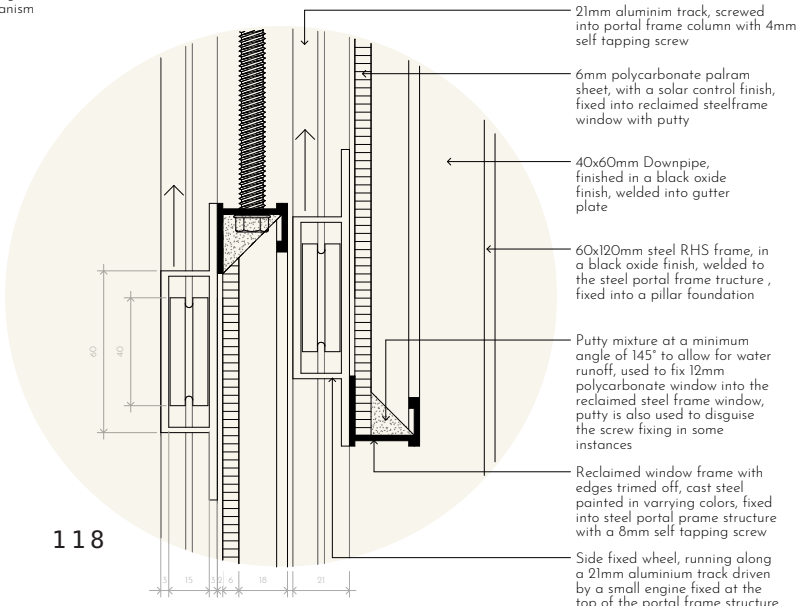 anism
21mm aluminim track, screwed
into portal frame column with 4mm
self tapping screw
6mm polycarbonate palram
sheet, with a solar control finish,
fixed into reclaimed steelframe
window with putty
40x60mm Downpipe,
finished in a black oxide
finish, welded into gutter
plate
60x120mm steel RHS frame, in
a black oxide finish, welded to
the steel portal frame tructure ,
fixed into a pillar foundation
Putty mixture at a minimum
angle of 145° to allow for water
runoff, used to fix 12mm
polycarbonate window into the
reclaimed steel frame window,
putty is also used to disguise
the screw fixing in some
instances
Reclaimed window frame with
edges trimed off, cast steel
painted in varrying colors, fixed
into steel portal prame structure
with a 8mm self tapping screw
Side fixed wheel, running along
a 21mm aluminium track driven
by a small engine fixed at the
top of the portal frame structure
60
40
118
3 15 3 2 6 18 21